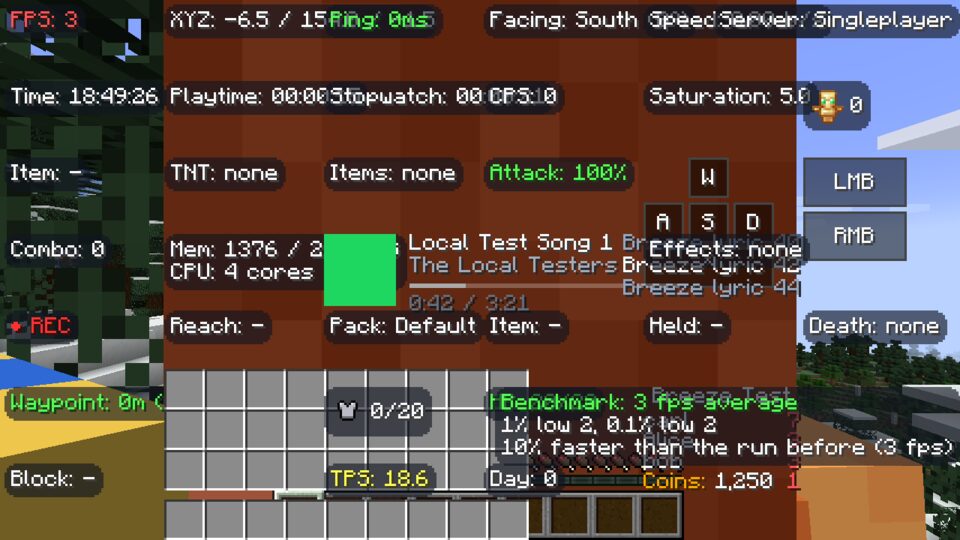 FPS: 3
XYZ: -6.5 / 15
Ping: 0ms
Facing: South
Speed
Server: Singleplayer
Time: 18:49:26
Playtime: 00:00
Stopwatch: 00:
CPS: 0
Saturation: 5.0
0
Item: -
TNT: none
Items: none
Attack: 100%
W
LMB
A S D
RMB
Combo: 0
Mem: 1376 / 2
CPU: 4 cores
Local Test Song 1
The Local Testers
0:42 / 3:21
Effects: none
Breeze lyric 42
Breeze lyric 44
REC
Reach: -
Pack: Default
Item: -
Held: -
Death: none
Waypoint: 0m
0/20
Breeze Test
Benchmark: 3 fps average
1% low 2, 0.1% low 2
10% faster than the run before (3 fps)
Block: -
TPS: 18.6
Day: 0
Coins: 1,250
1